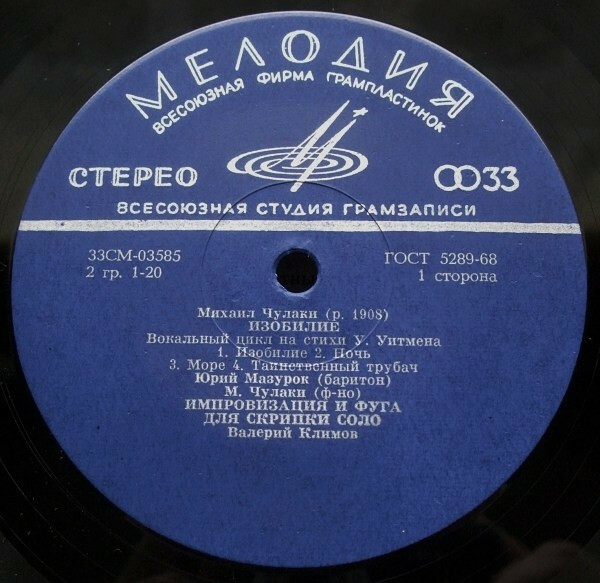 МЕЛОДИЯ
ВСЕСОЮЗНАЯ ФИРМА ГРАМПЛАСТИНОК
СТЕРЕО
33
ВСЕСОЮЗНАЯ СТУДИЯ ГРАМЗАПИСИ
33СМ-03585
2 гр. 1-20
ГОСТ 5289-68
1 сторона
Михаил Чулаки (р. 1908)
ИЗОБИЛИЕ
Вокальный цикл на стихи У. Уитмена
1. Изобилие 2. Ночь
3. Море 4. Таинственный трубач
Юрий Мазурок (баритон)
М. Чулаки (ф-но)
ИМПРОВИЗАЦИЯ И ФУГА
ДЛЯ СКРИПКИ СОЛО
Валерий Климов